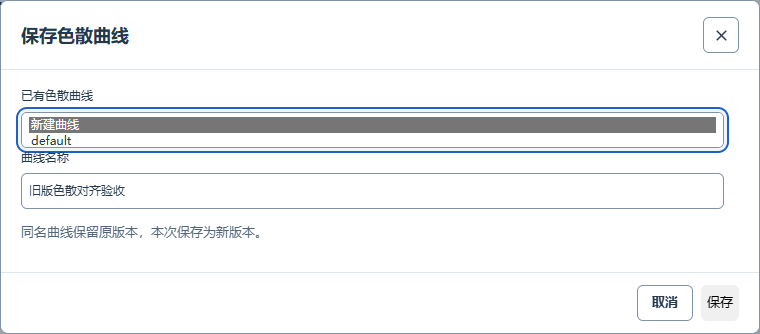 保存色散曲线
已有色散曲线
新建曲线
default
曲线名称
旧版色散对齐验收
同名曲线保留原版本，本次保存为新版本。
取消
保存